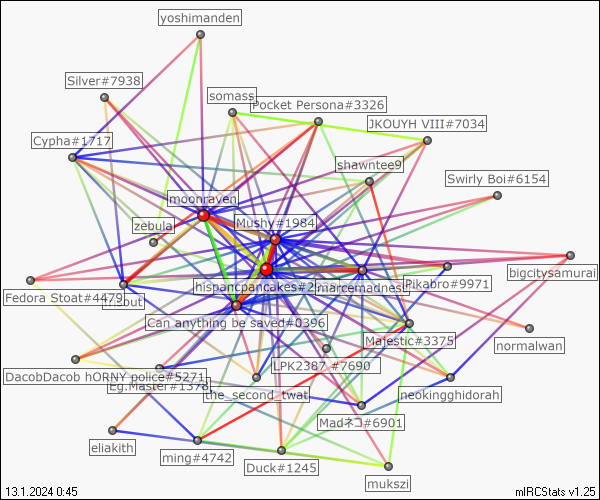 yoshimanden
Silver#7938
somass
Pocket Persona#3326
JKOUYH VIII#7034
Cypha#1717
shawntee9
Swirly Boi#6154
moonraven
zebula
Mushy#1984
bigcitysamurai
Fedora Stoat#4479
hispancpancakes#2
marcemadness
Pikabro#9971
Can anything be saved#0396
Majestic#3375
normalwan
LPK2387 #7690
DacobDacob hORNY police#5271
Eg.Master#1378
the_second_twat
neokingghidorah
Madネコ#6901
eliakith
ming#4742
Duck#1245
mukszi
13.1.2024 0:45
mIRCStats v1.25